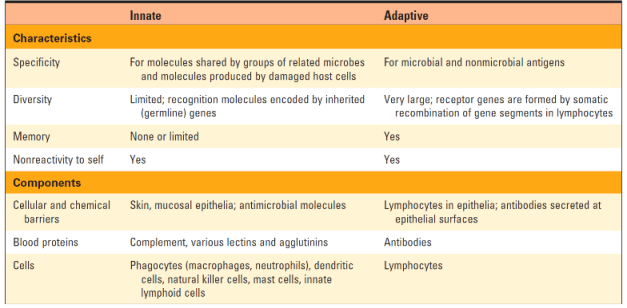 Innate Adaptive
Characteristics
Specificity For molecules shared by groups of related microbes For microbial and nonmicrobial antigens
and molecules produced by damaged host cells
Diversity Limited; recognition molecules encoded by inherited Very large; receptor genes are formed by somatic
(germline) genes recombination of gene segments in lymphocytes
Memory None or limited Yes
Nonreactivity to self Yes Yes
Components
Cellular and chemical Skin, mucosal epithelia; antimicrobial molecules Lymphocytes in epithelia; antibodies secreted at
barriers epithelial surfaces
Blood proteins Complement, various lectins and agglutinins Antibodies
Cells Phagocytes (macrophages, neutrophils), dendritic Lymphocytes
cells, natural killer cells, mast cells, innate
lymphoid cells